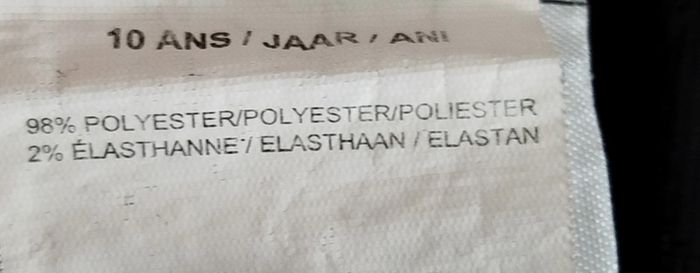 10 ANS / JAAR / ANI
98% POLYESTER/POLYESTER/POLIESTER
2% ÉLASTHANNE/ ELASTHAAN / ELASTAN